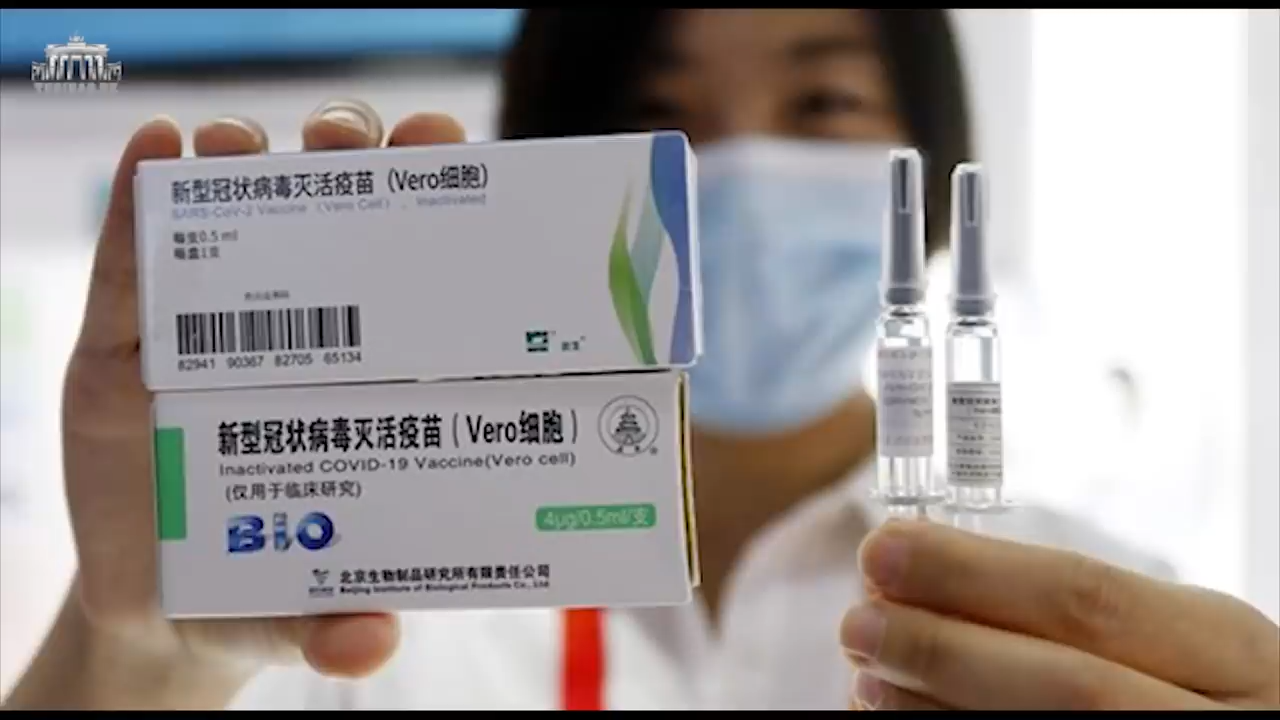 新型冠状病毒灭活疫苗（Vero细胞）
SARS-CoV-2 Vaccine (Vero Cell), Inactivated
每支0.5 ml
每盒1支
82941 90367 82705 65134
新型冠状病毒灭活疫苗（Vero细胞）
Inactivated COVID-19 Vaccine(Vero cell)
(仅用于临床研究)
BIO
4μg/0.5ml/支
北京生物制品研究所有限责任公司
Beijing Institute of Biological Products Co., Ltd